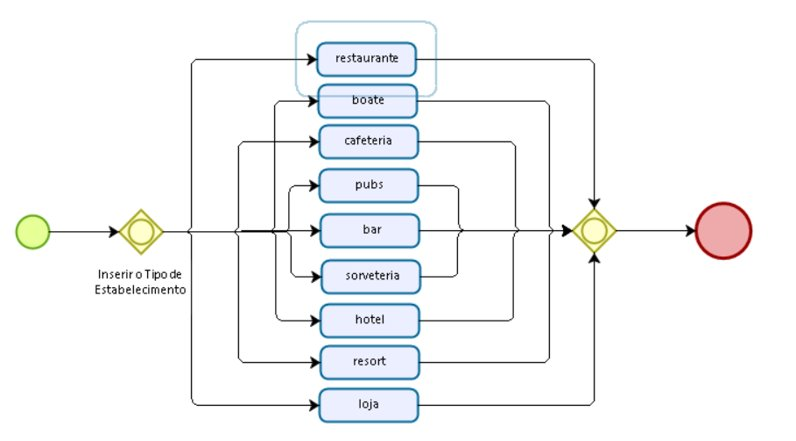 restaurante
boate
cafeteria
pubs
bar
Inserir o Tipo de
Estabelecimento
sorveteria
hotel
resort
loja